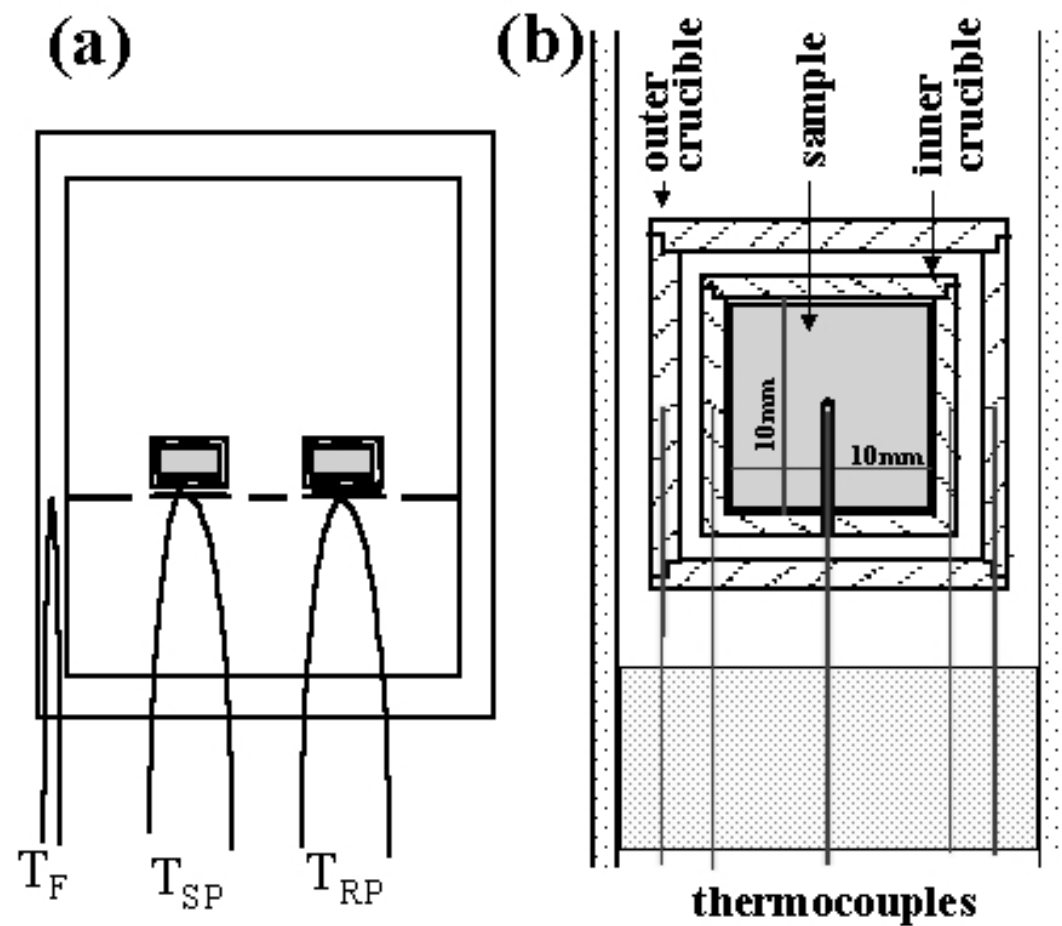 (a)
T_F
T_SP
T_RP
(b)
outer
crucible
sample
inner
crucible
10mm
10mm
thermocouples